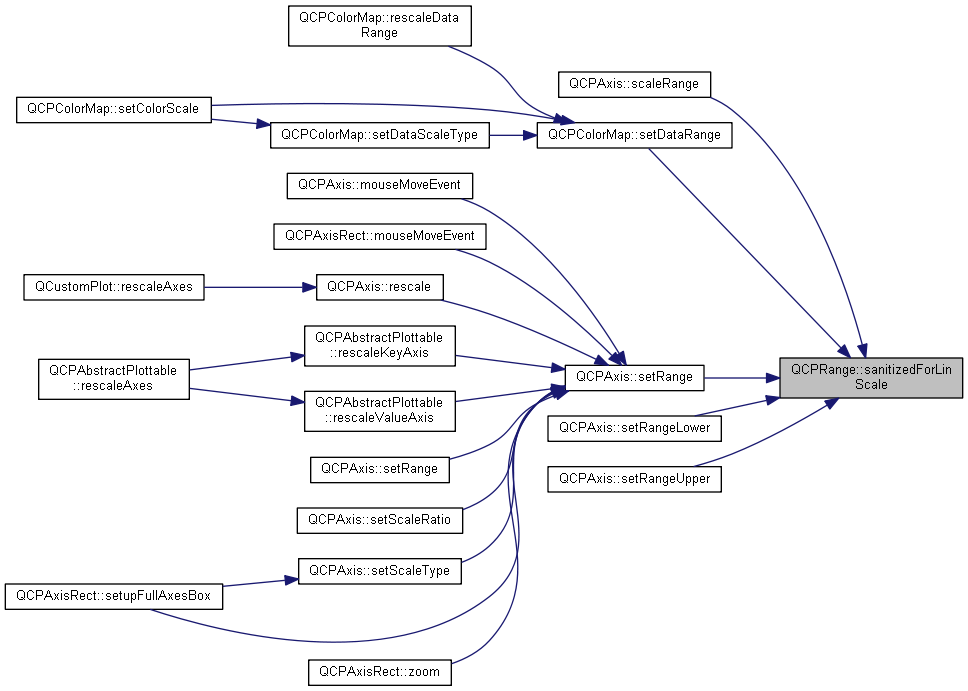 QCPColorMap::rescaleData
Range
QCPAxis::scaleRange
QCPColorMap::setColorScale
QCPColorMap::setDataScaleType
QCPColorMap::setDataRange
QCPAxis::mouseMoveEvent
QCPAxisRect::mouseMoveEvent
QCustomPlot::rescaleAxes
QCPAxis::rescale
QCPAbstractPlottable
::rescaleKeyAxis
QCPAbstractPlottable
::rescaleAxes
QCPAxis::setRange
QCPRange::sanitizedForLin
Scale
QCPAbstractPlottable
::rescaleValueAxis
QCPAxis::setRangeLower
QCPAxis::setRange
QCPAxis::setRangeUpper
QCPAxis::setScaleRatio
QCPAxis::setScaleType
QCPAxisRect::setupFullAxesBox
QCPAxisRect::zoom